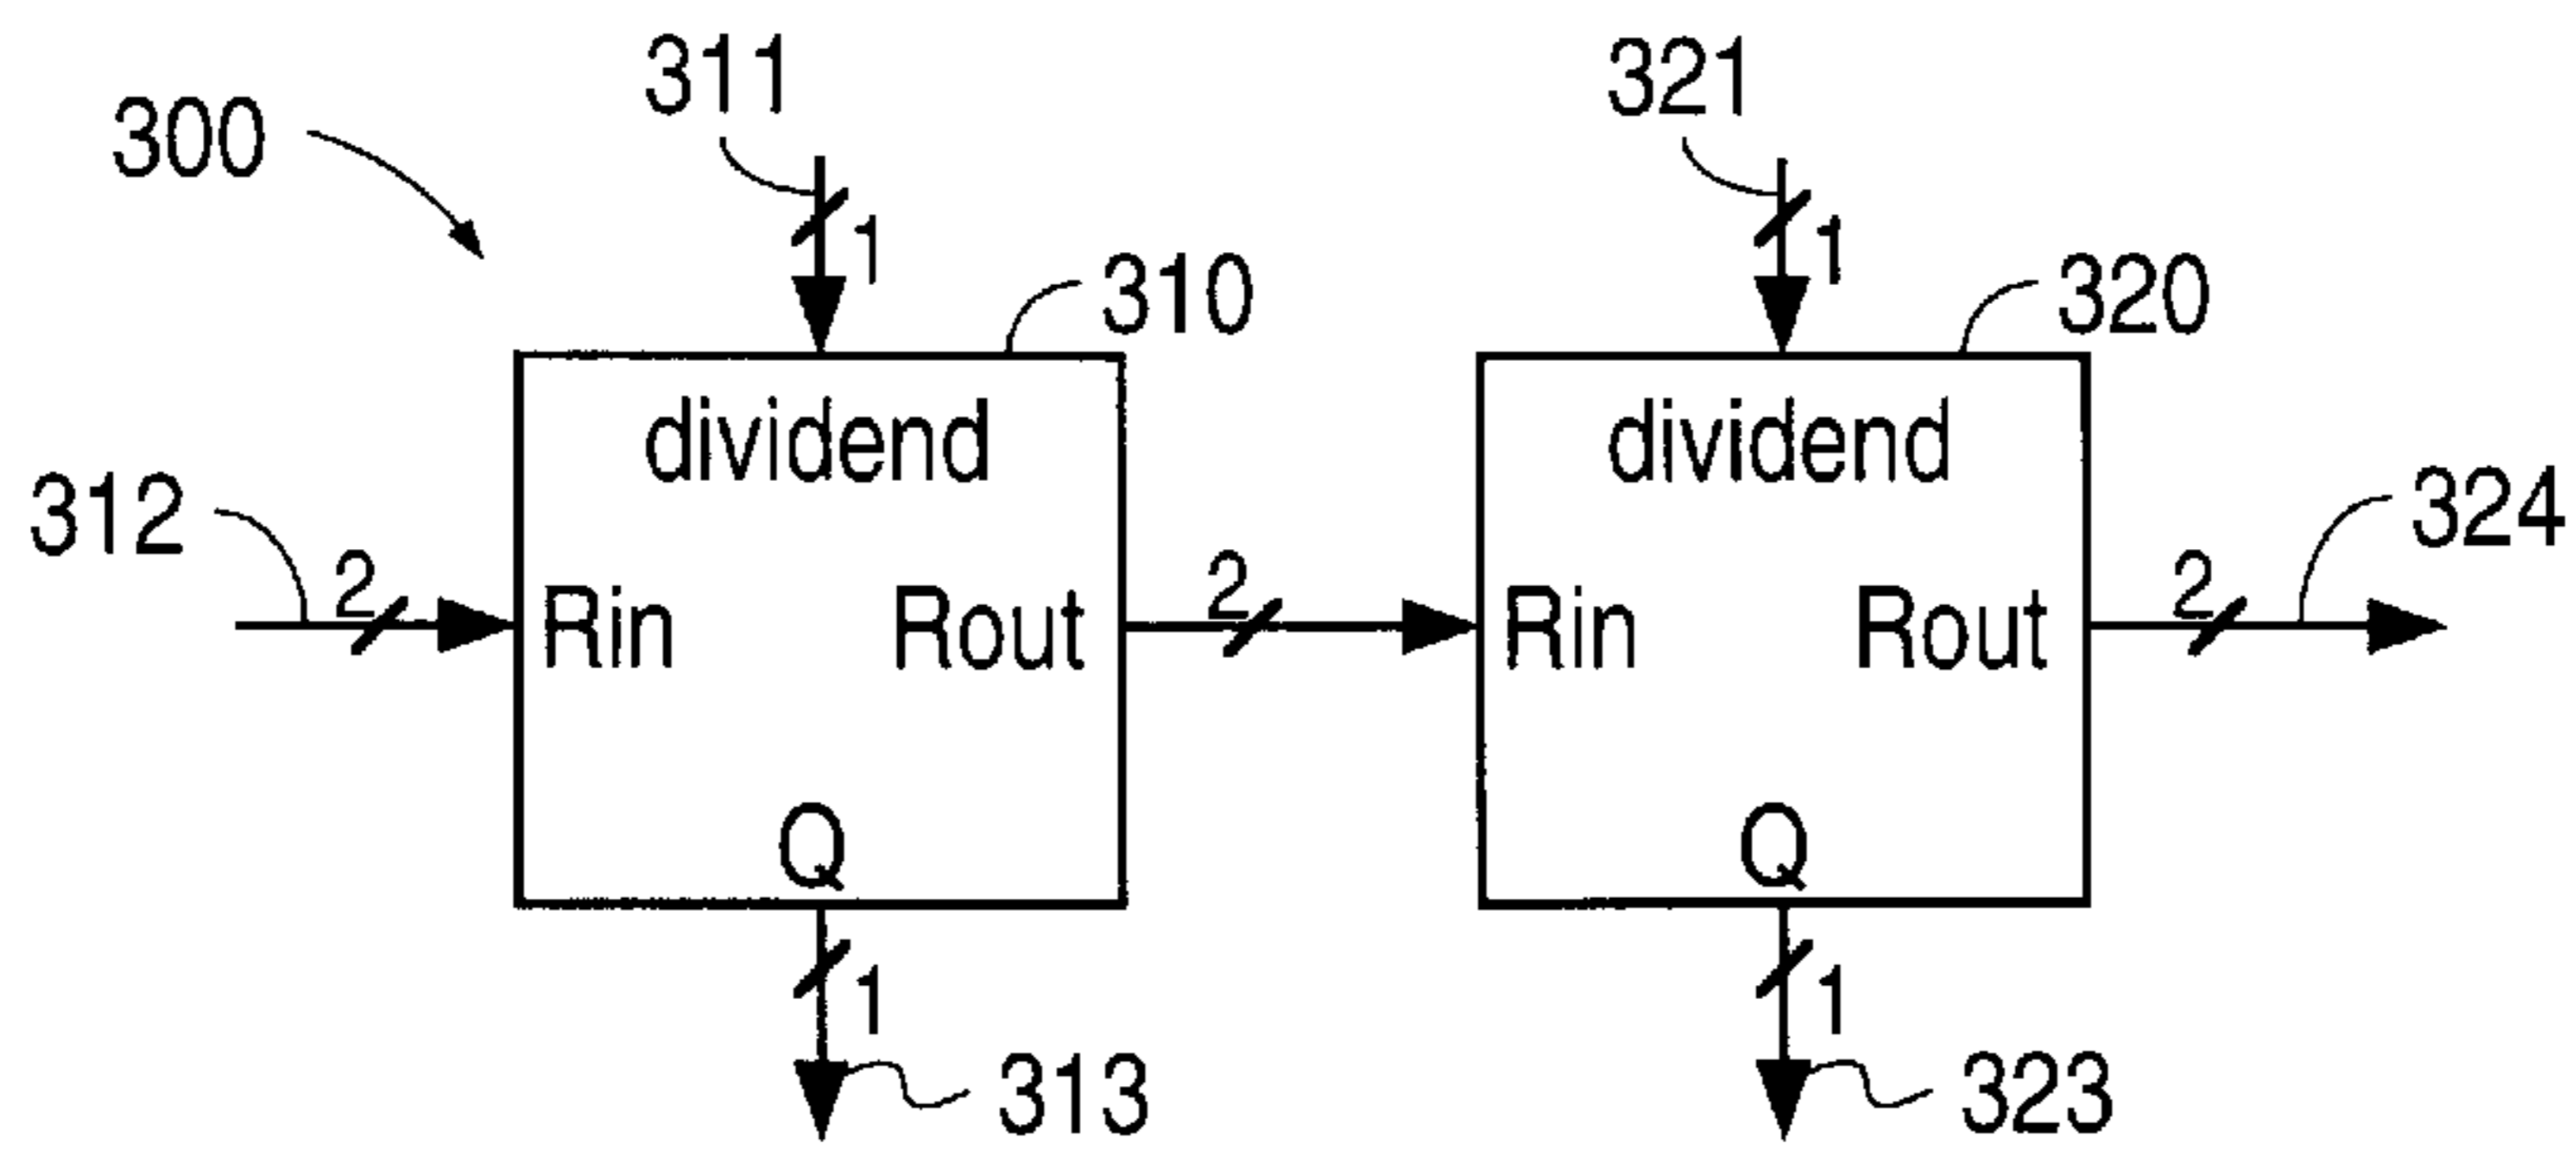 311 321
300
1 1
310 320
dividend dividend
312 324
2 2 2
Rin Rout Rin Rout
Q Q
1 1
313 323